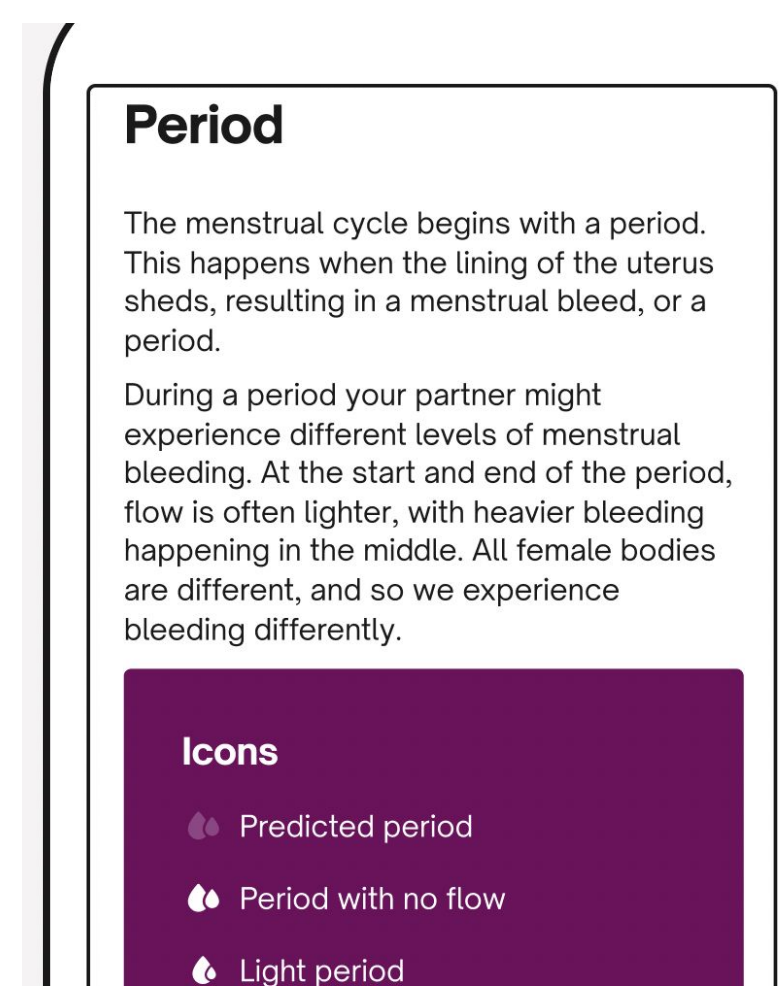 Period
The menstrual cycle begins with a period.
This happens when the lining of the uterus
sheds, resulting in a menstrual bleed, or a
period.
During a period your partner might
experience different levels of menstrual
bleeding. At the start and end of the period,
flow is often lighter, with heavier bleeding
happening in the middle. All female bodies
are different, and so we experience
bleeding differently.
Icons
Predicted period
Period with no flow
Light period